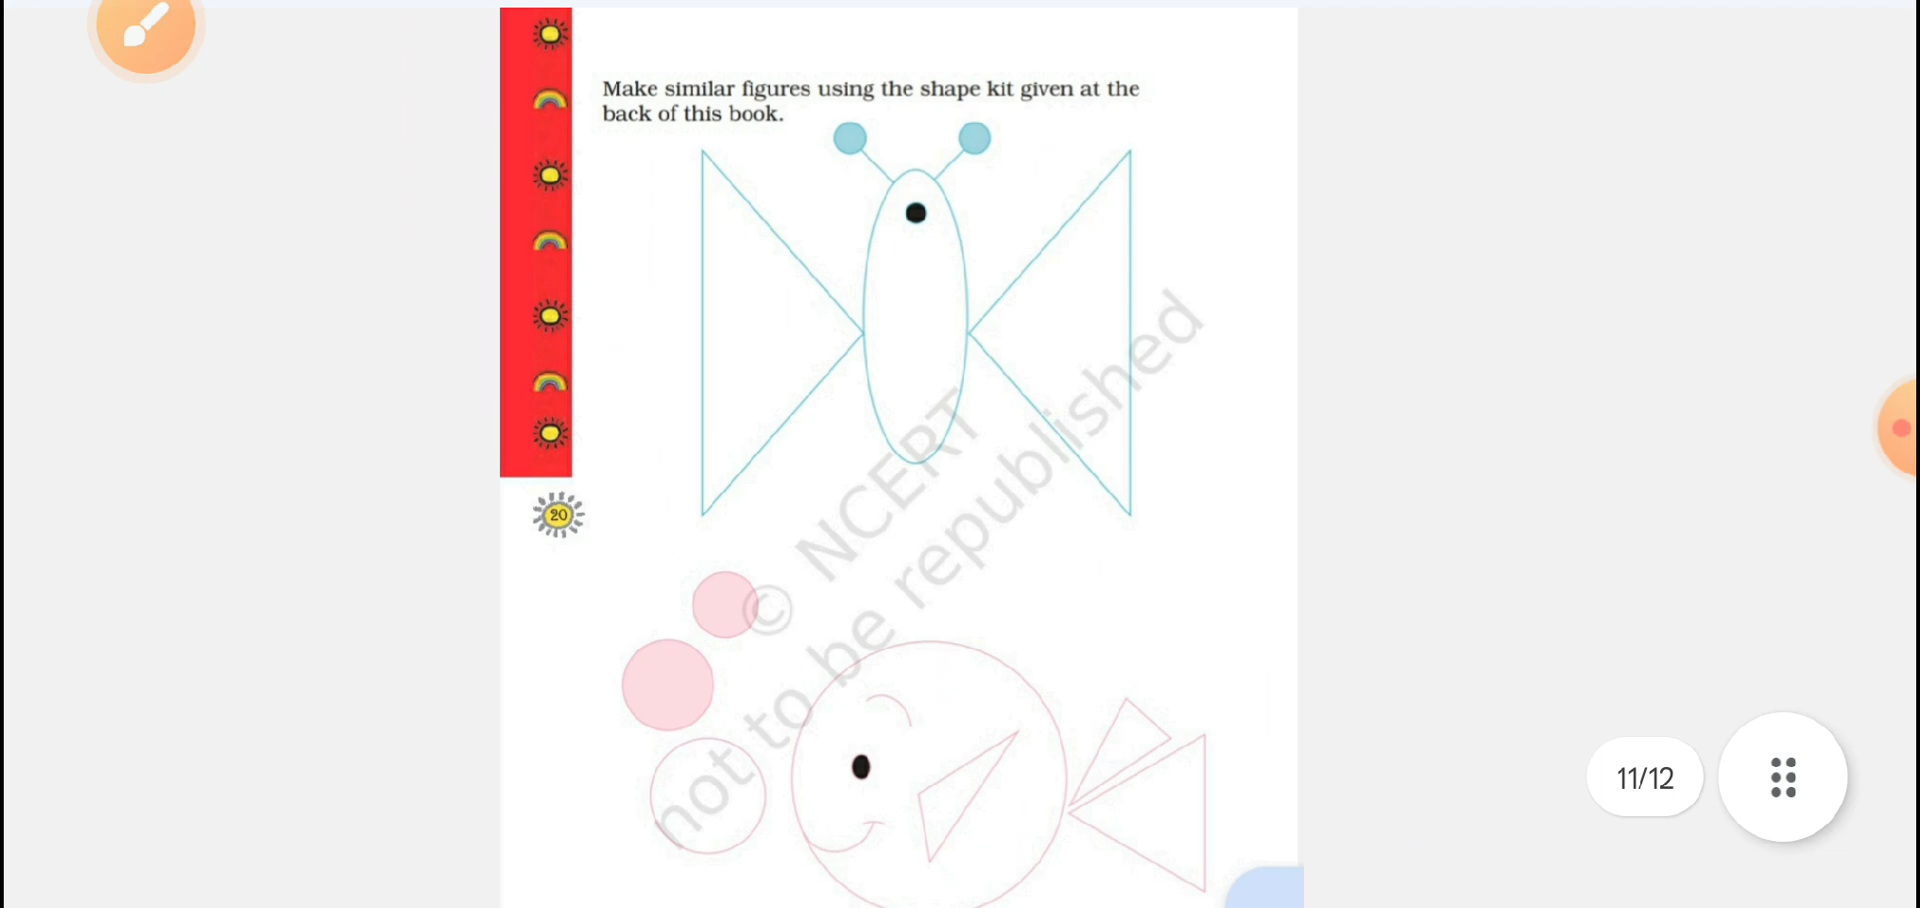 Make similar figures using the shape kit given at the
back of this book.
20
© NCERT
not to be republished
11/12